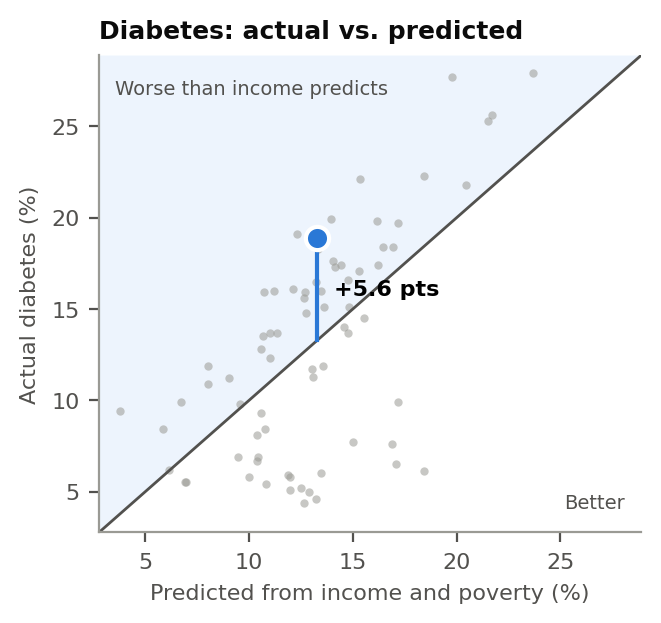 Diabetes: actual vs. predicted
Worse than income predicts
25
20
15
10
5
Actual diabetes (%)
+5.6 pts
Better
5
10
15
20
25
Predicted from income and poverty (%)